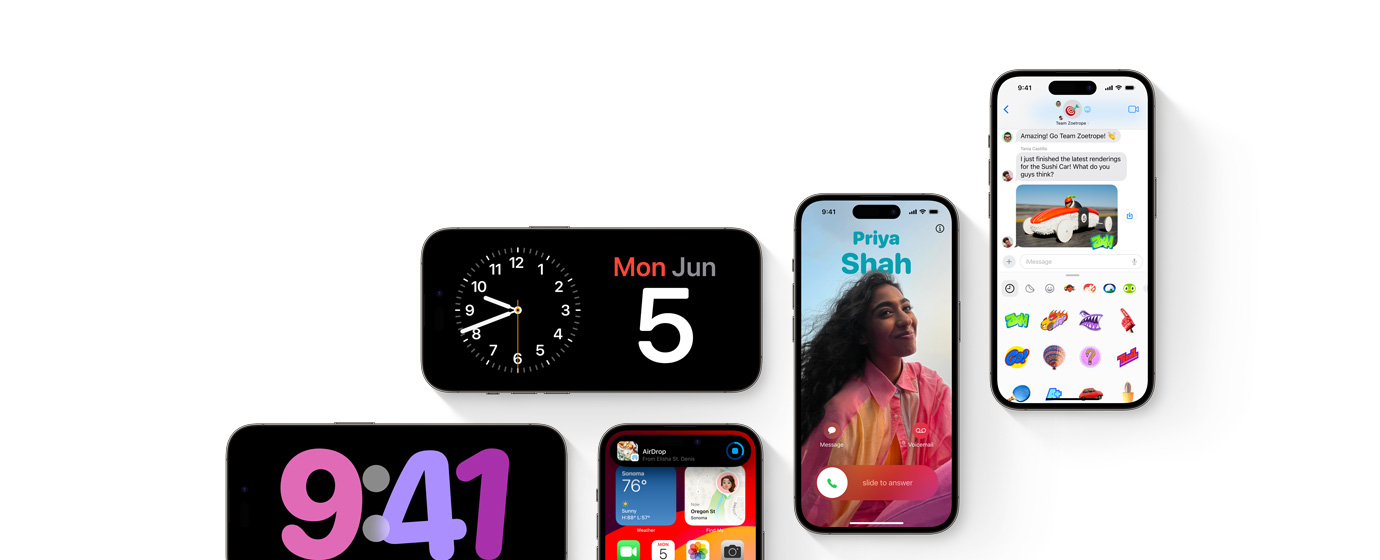 12
1
2
3
4
5
6
7
8
9
10
11
Mon Jun
5
9:41
AirDrop
From Elisha St. Denis
Sonoma
76°
Sunny
H:88° L:57°
Weather
Now
Oregon St
Sonoma
Find My
MON
5
9:41
Priya
Shah
Message
Voicemail
slide to answer
9:41
Team Zoetrope
Amazing! Go Team Zoetrope!
Tania Castillo
I just finished the latest renderings
for the Sushi Car! What do you
guys think?
iMessage
Go!